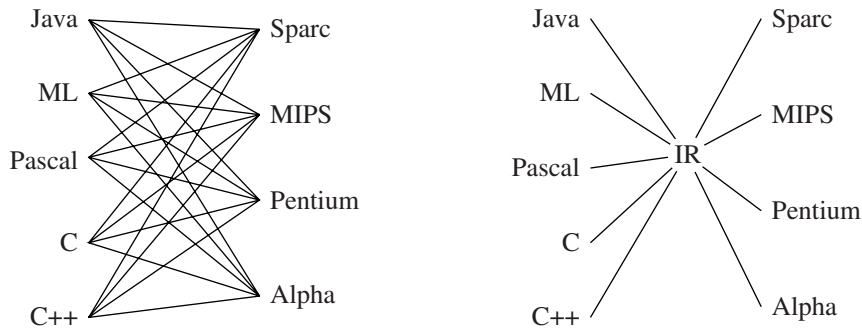 Java
ML
Pascal
C
C++
Sparc
MIPS
Pentium
Alpha
Java
ML
Pascal
C
C++
IR
Sparc
MIPS
Pentium
Alpha